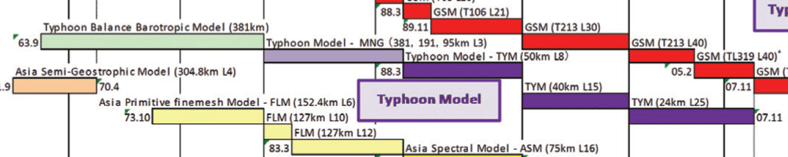 88.3
GSM (T106 L21)
Typ
89.11
Typhoon Balance Barotropic Model (381km)
GSM (T213 L30)
63.9
Typhoon Model - MNG (381, 191, 95km L3)
GSM (T213 L40)
Typhoon Model - TYM (50km L8)
GSM (TL319 L40)*
Asia Semi-Geostrophic Model (304.8km L4)
88.3
05.2
.9
70.4
TYM (40km L15)
07.11
GSM (T
Asia Primitive finemesh Model - FLM (152.4km L6)
Typhoon Model
TYM (24km L25)
73.10
FLM (127km L10)
07.11
FLM (127km L12)
83.3
Asia Spectral Model - ASM (75km L16)